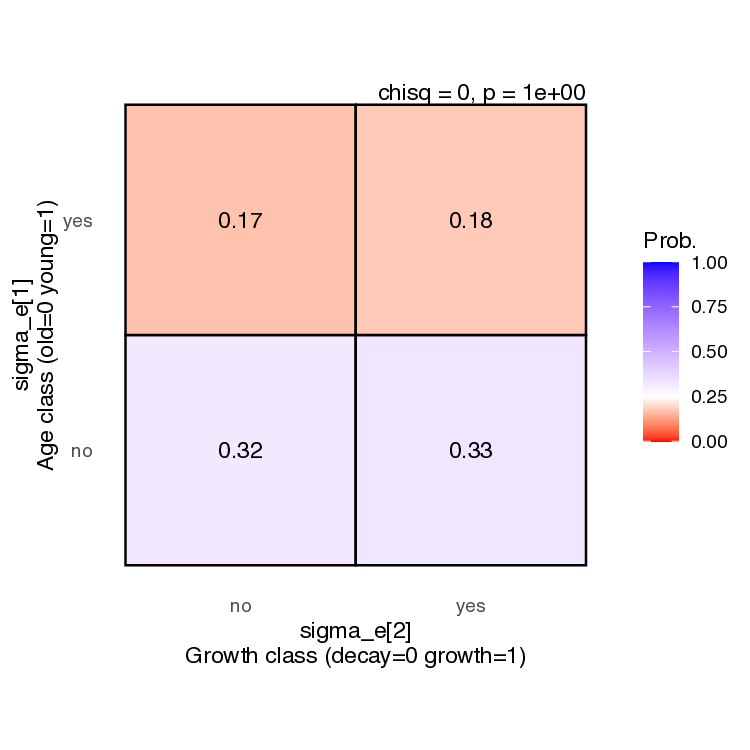 chisq = 0, p = 1e+00
sigma_e[1]
Age class (old=0 young=1)
yes
no
0.17
0.18
0.32
0.33
no
yes
sigma_e[2]
Growth class (decay=0 growth=1)
Prob.
1.00
0.75
0.50
0.25
0.00